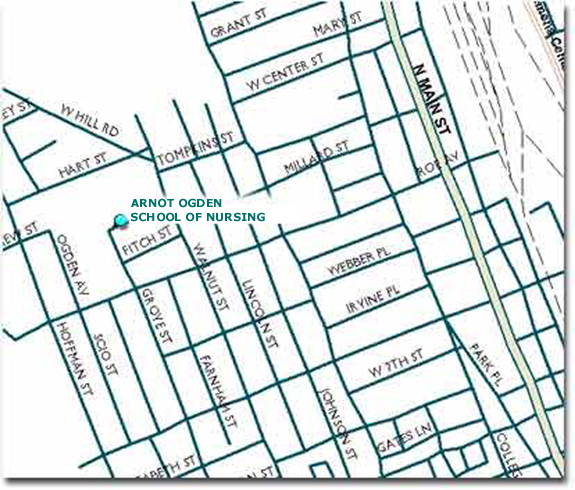 GRANT ST
MARY ST
W CENTER ST
N MAIN ST
W HILL RD
HART ST
TOMPKINS ST
MILLARD ST
ROE AV
ARNOT OGDEN
SCHOOL OF NURSING
FITCH ST
OGDEN AV
WALNUT ST
WEBBER PL
IRVINE PL
GROVE ST
LINCOLN ST
HOFFMAN ST
SCIO ST
FARNHAM ST
W 7TH ST
PARK PL
JOHNSON ST
GATES LN